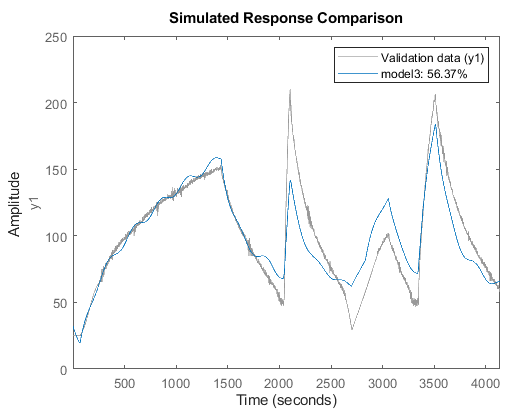 Simulated Response Comparison
250
200
150
100
50
0
Amplitude
y1
Validation data (y1)
model3: 56.37%
500 1000 1500 2000 2500 3000 3500 4000
Time (seconds)